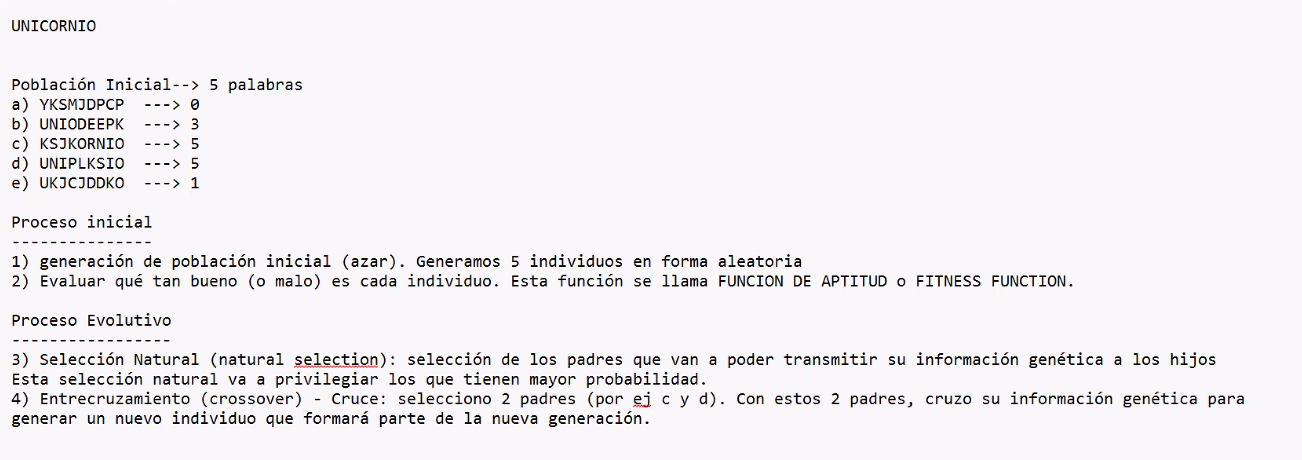 UNICORNIO
Población Inicial--> 5 palabras
a) YKSMJDPCP ---> 0
b) UNIODEEPK ---> 3
c) KSJKORNIO ---> 5
d) UNIPLKSIO ---> 5
e) UKJCJDDKO ---> 1
Proceso inicial
---------------
1) generación de población inicial (azar). Generamos 5 individuos en forma aleatoria
2) Evaluar qué tan bueno (o malo) es cada individuo. Esta función se llama FUNCION DE APTITUD o FITNESS FUNCTION.
Proceso Evolutivo
-----------------
3) Selección Natural (natural selection): selección de los padres que van a poder transmitir su información genética a los hijos
Esta selección natural va a privilegiar los que tienen mayor probabilidad.
4) Entrecruzamiento (crossover) - Cruce: selecciono 2 padres (por ej c y d). Con estos 2 padres, cruzo su información genética para
generar un nuevo individuo que formará parte de la nueva generación.